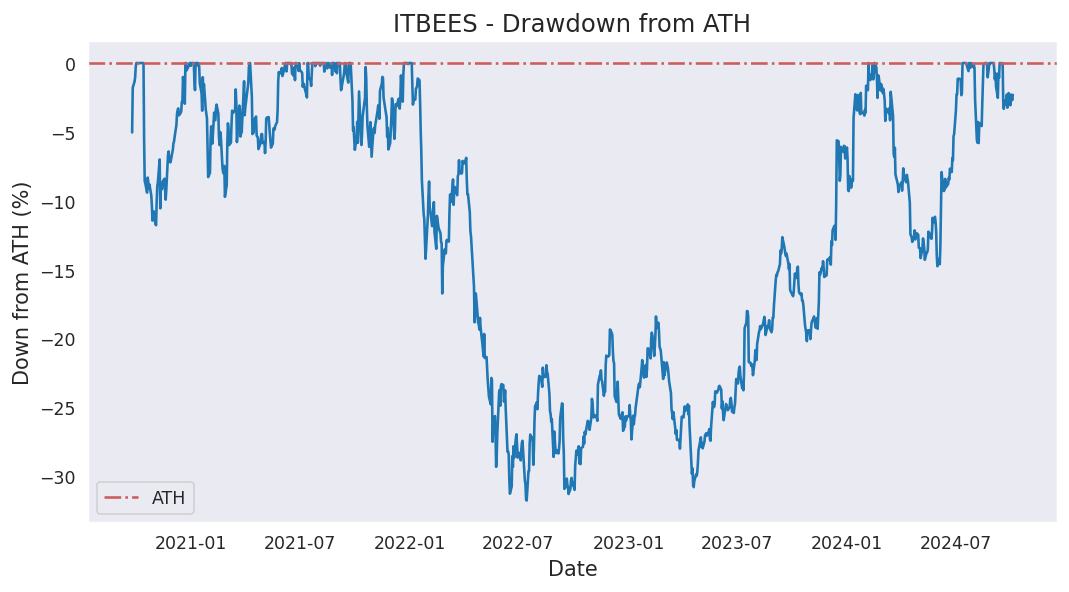 ITBEES - Drawdown from ATH
Down from ATH (%)
0
−5
−10
−15
−20
−25
−30
ATH
2021-01 2021-07 2022-01 2022-07 2023-01 2023-07 2024-01 2024-07
Date